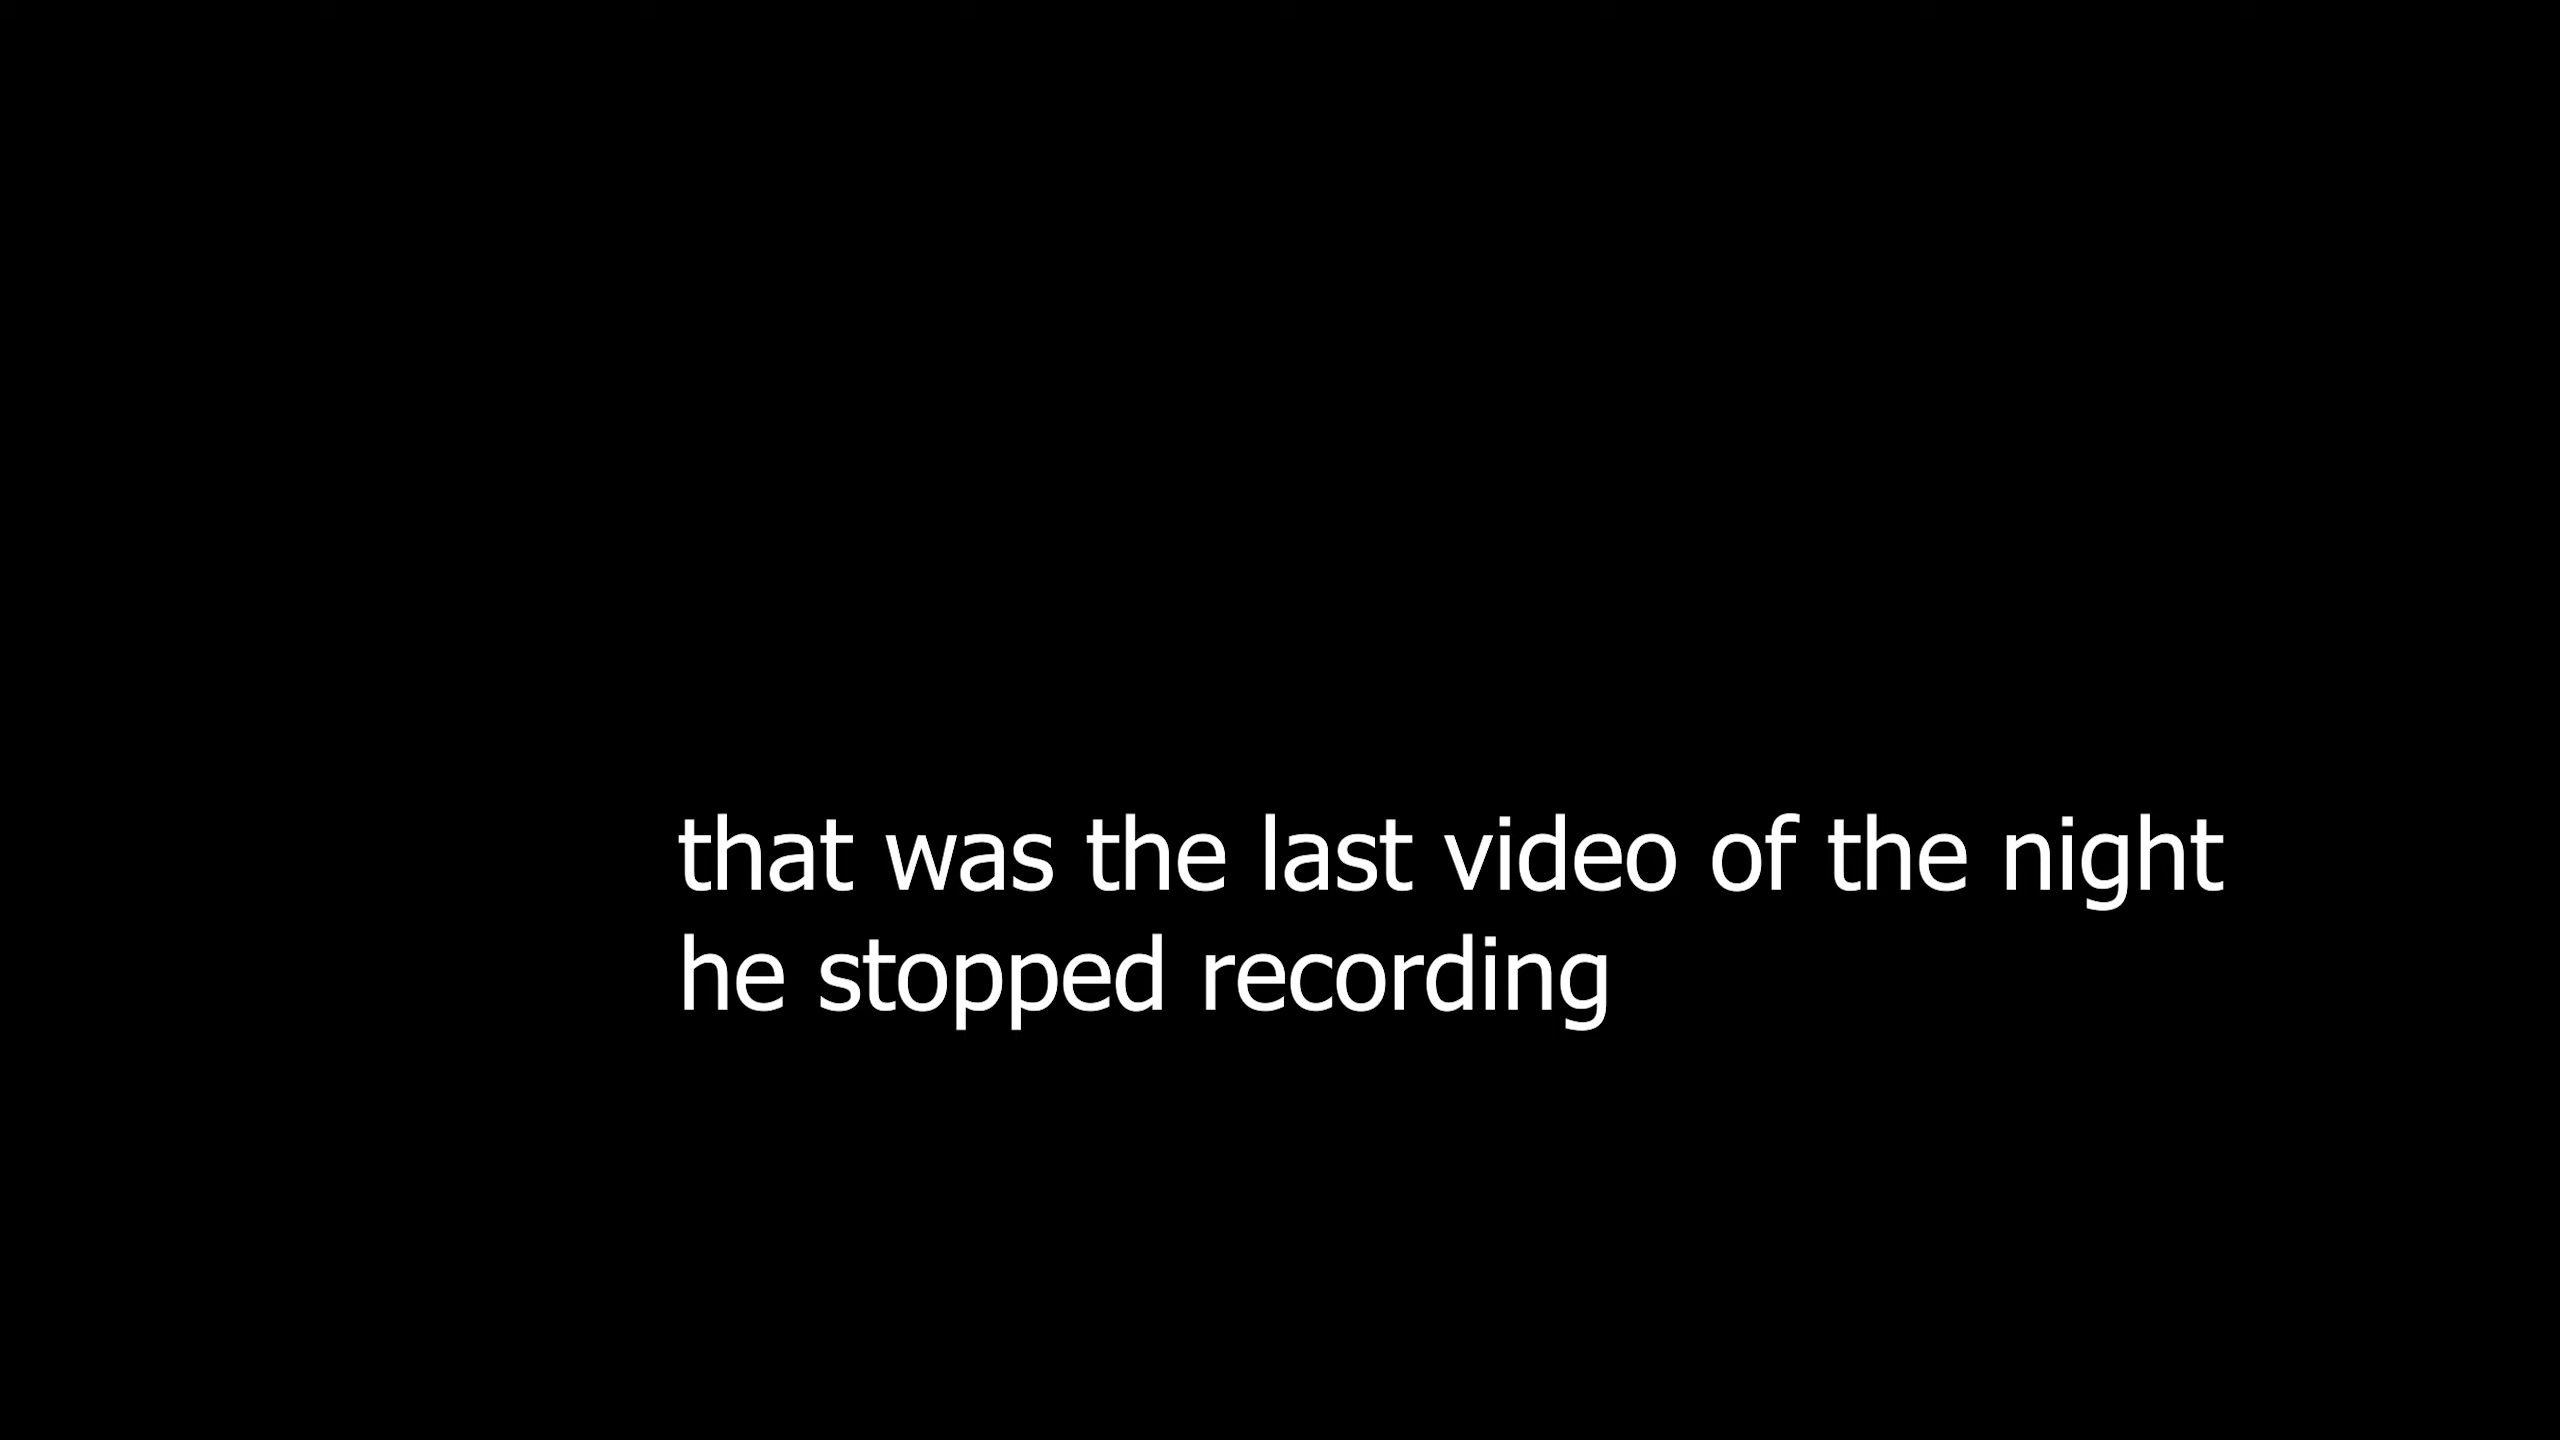 that was the last video of the night
he stopped recording